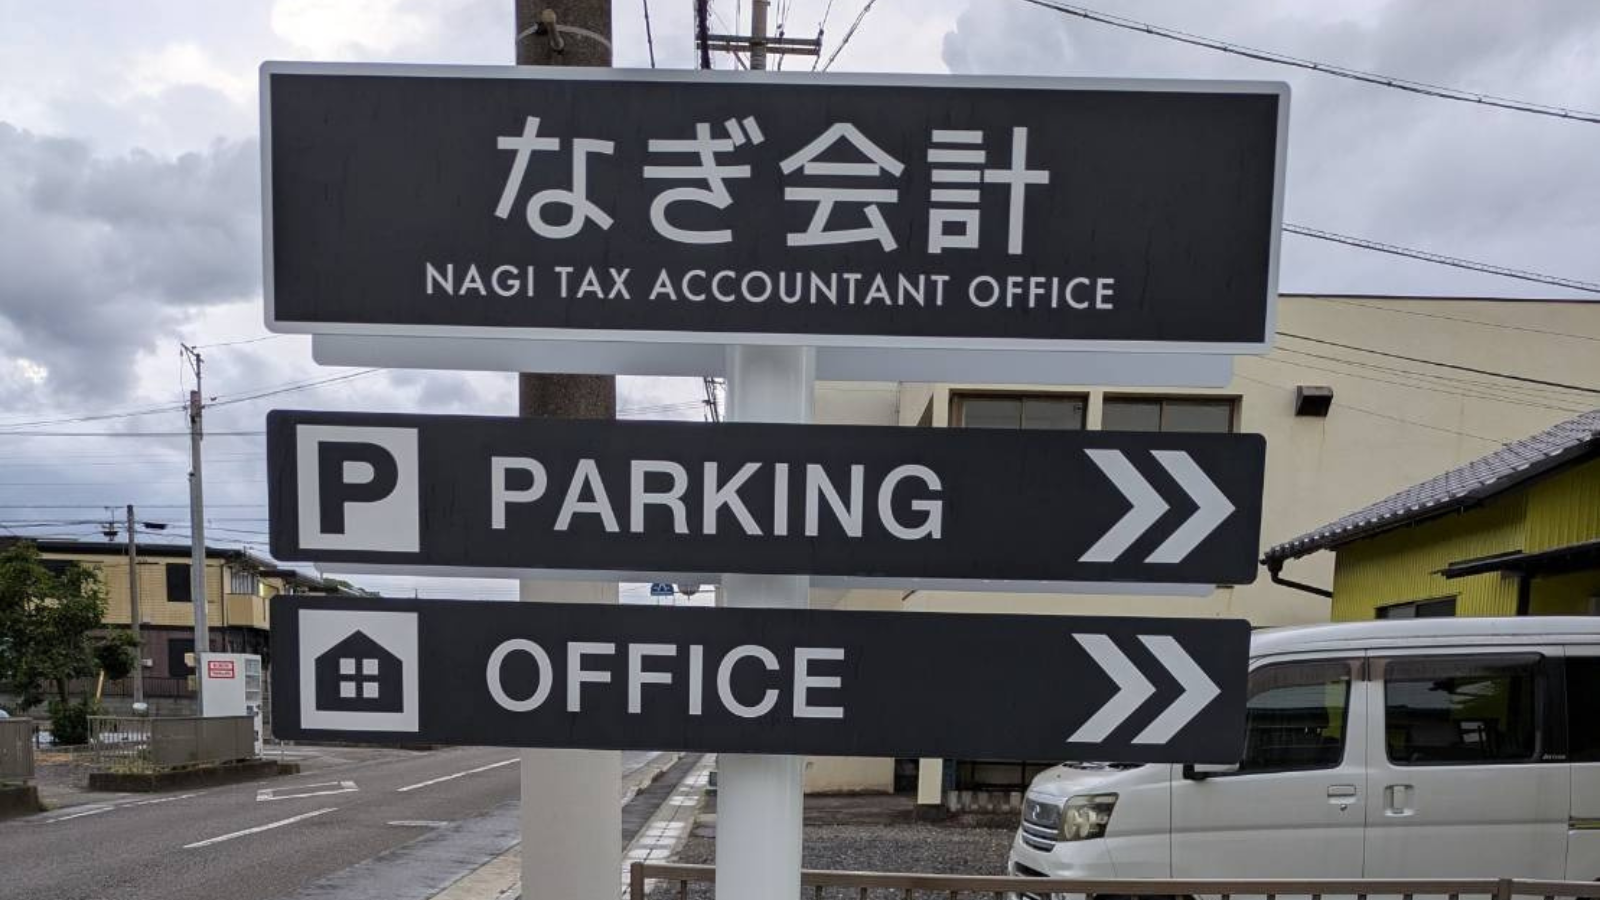 なぎ会計
NAGI TAX ACCOUNTANT OFFICE
P PARKING
OFFICE